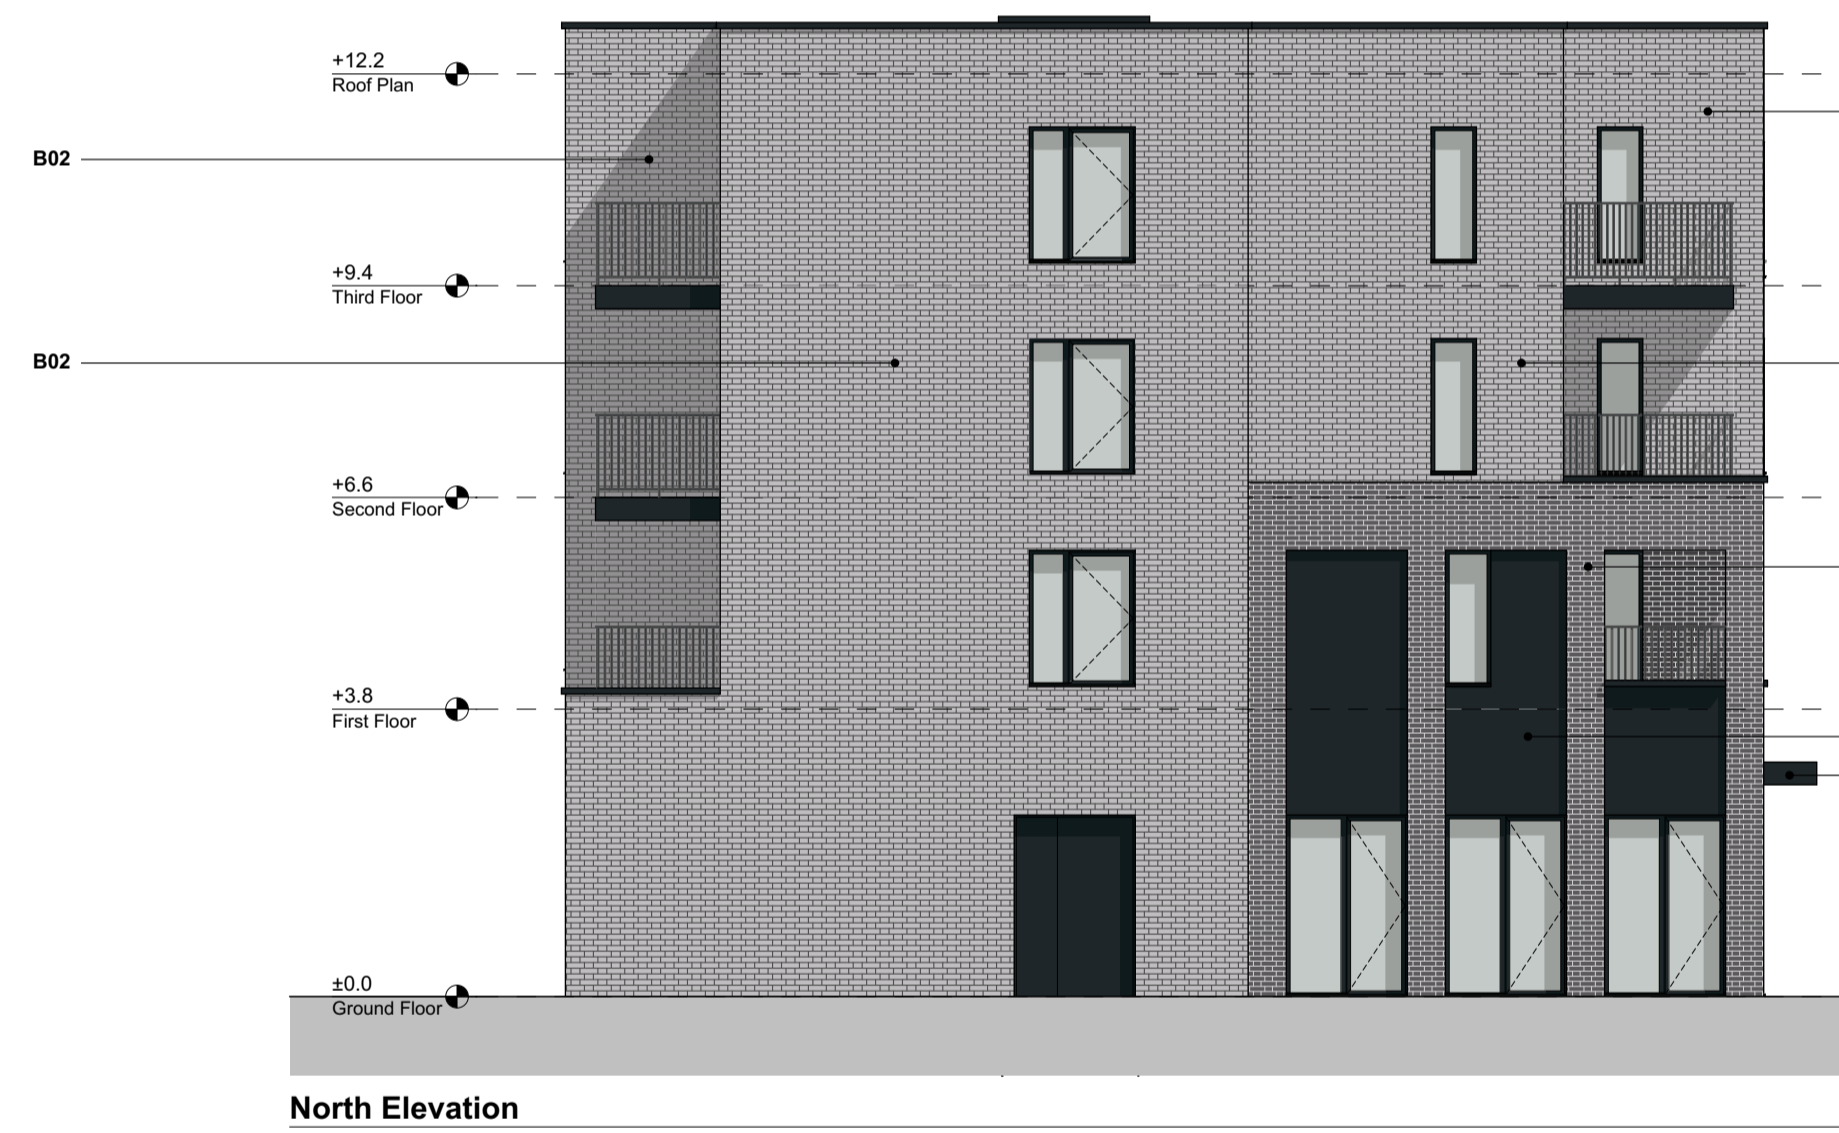 +12.2
Roof Plan
B02
+9.4
Third Floor
B02
+6.6
Second Floor
+3.8
First Floor
±0.0
Ground Floor
North Elevation